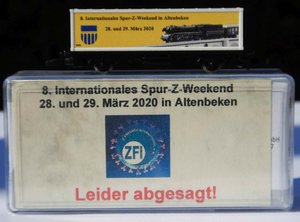 8. Internationales Spur-Z-Weekend in Altenbeken
28. und 29. März 2020
8. Internationales Spur-Z-Weekend
28. und 29. März 2020 in Altenbeken
ZFI
Leider abgesagt!